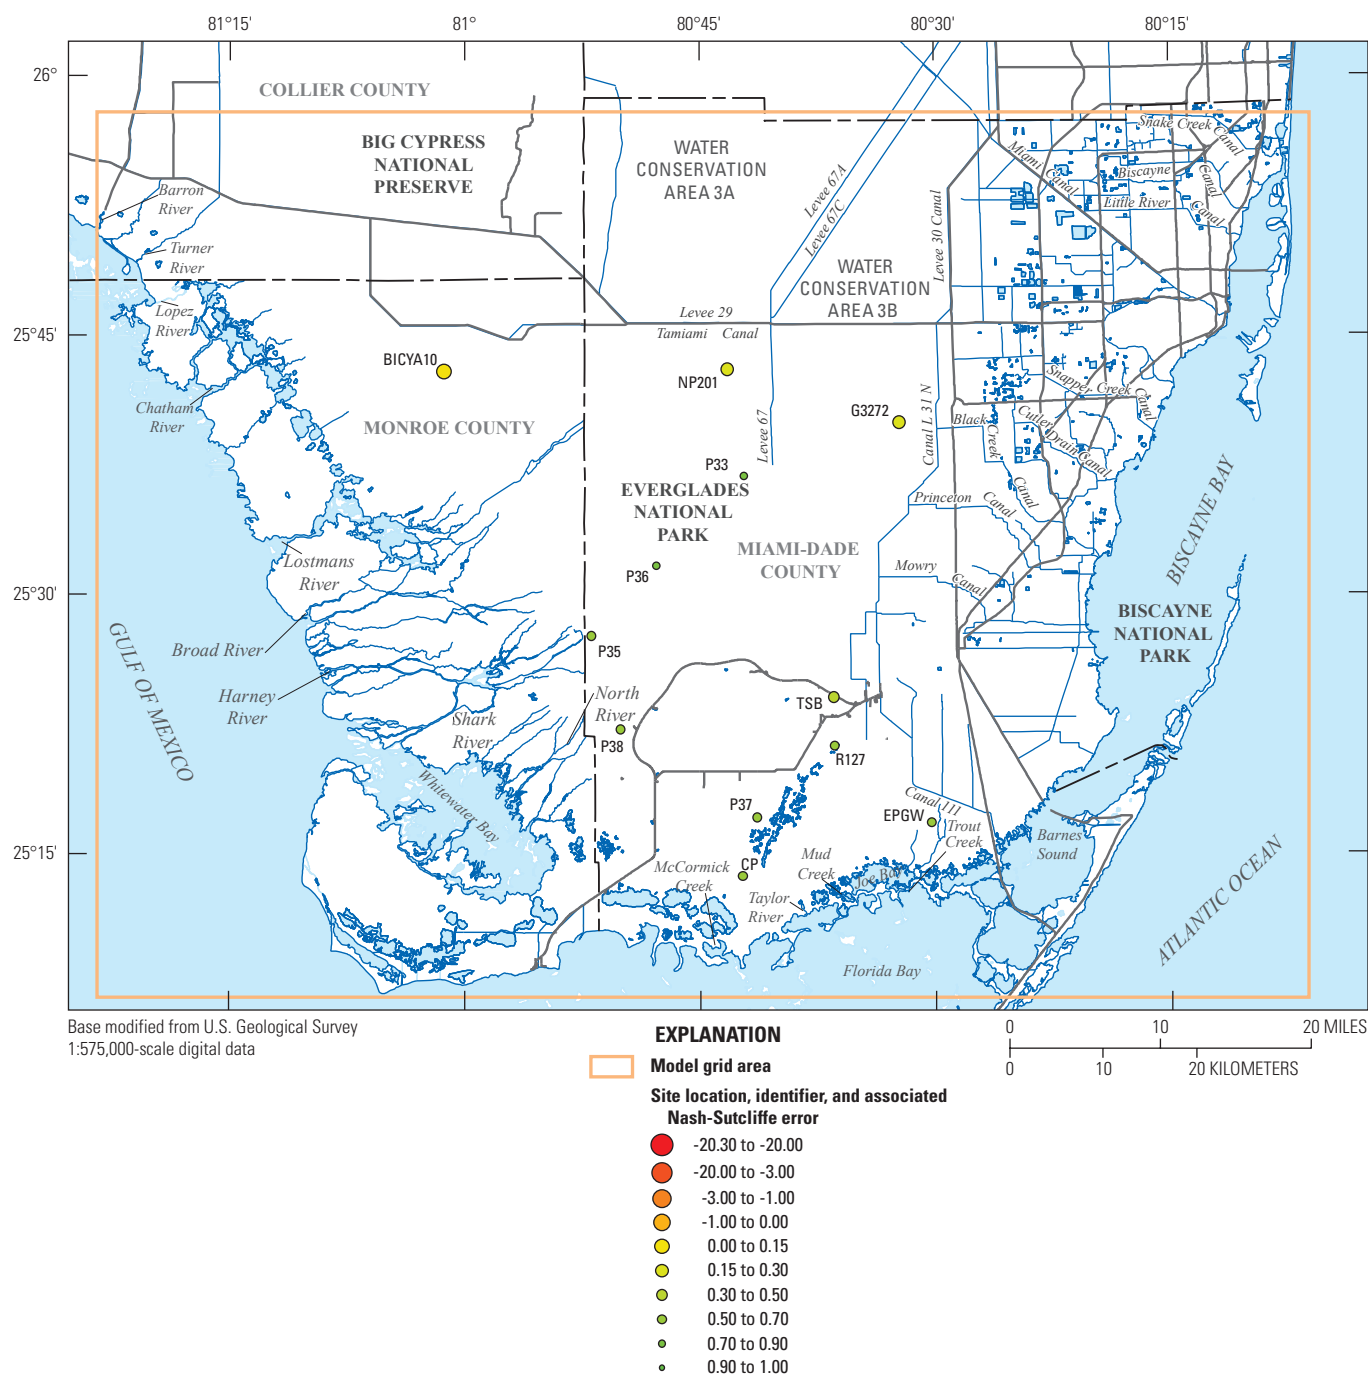 81°15'
81°
80°45'
80°30'
80°15'
26°
COLLIER COUNTY
BIG CYPRESS
NATIONAL
PRESERVE
WATER
CONSERVATION
AREA 3A
Levee 67A
Levee 67C
Levee 30 Canal
Miami Canal
Snake Creek Canal
Biscayne
Canal
Little River
Canal
Barron
River
Turner
River
Lopez
River
WATER
CONSERVATION
AREA 3B
Levee 29
Tamiami Canal
25°45'
BICYA10
NP201
G3272
Chatham
River
MONROE COUNTY
Levee 67
Canal L 31 N
Snapper Creek
Canal
Black
Creek
Canal
Cutler
Drain Canal
P33
EVERGLADES
NATIONAL
PARK
Princeton
Canal
BISCAYNE BAY
MIAMI-DADE
COUNTY
Lostmans
River
P36
Mowry
Canal
25°30'
BISCAYNE
NATIONAL
PARK
GULF OF MEXICO
Broad River
P35
Harney
River
North
River
TSB
Shark
River
P38
R127
Whitewater Bay
P37
Canal 111
EPGW
Trout
Creek
Barnes
Sound
25°15'
McCormick
Creek
CP
Mud
Creek
Joe Bay
Taylor
River
ATLANTIC OCEAN
Florida Bay
Base modified from U.S. Geological Survey
1:575,000-scale digital data
0 10 20 MILES
0 10 20 KILOMETERS
EXPLANATION
Model grid area
Site location, identifier, and associated
Nash-Sutcliffe error
-20.30 to -20.00
-20.00 to -3.00
-3.00 to -1.00
-1.00 to 0.00
0.00 to 0.15
0.15 to 0.30
0.30 to 0.50
0.50 to 0.70
0.70 to 0.90
0.90 to 1.00